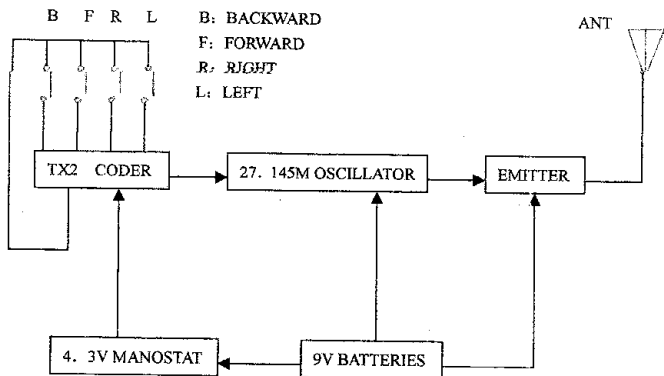 B F R L
B: BACKWARD
F: FORWARD
R: RIGHT
L: LEFT
ANT
TX2 CODER
27. 145M OSCILLATOR
EMITTER
4. 3V MANOSTAT
9V BATTERIES